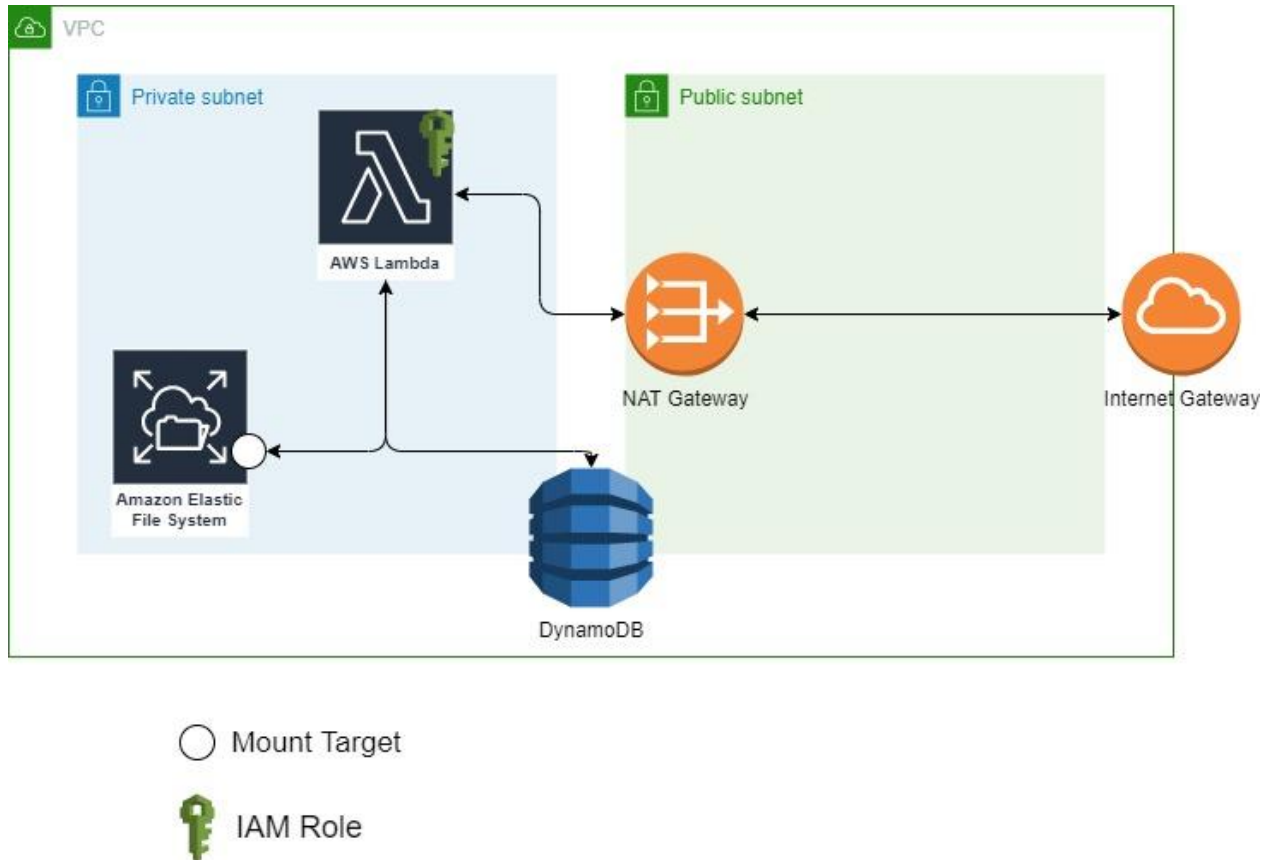 VPC
Private subnet
Public subnet
AWS Lambda
NAT Gateway
Internet Gateway
Amazon Elastic
File System
DynamoDB
Mount Target
IAM Role